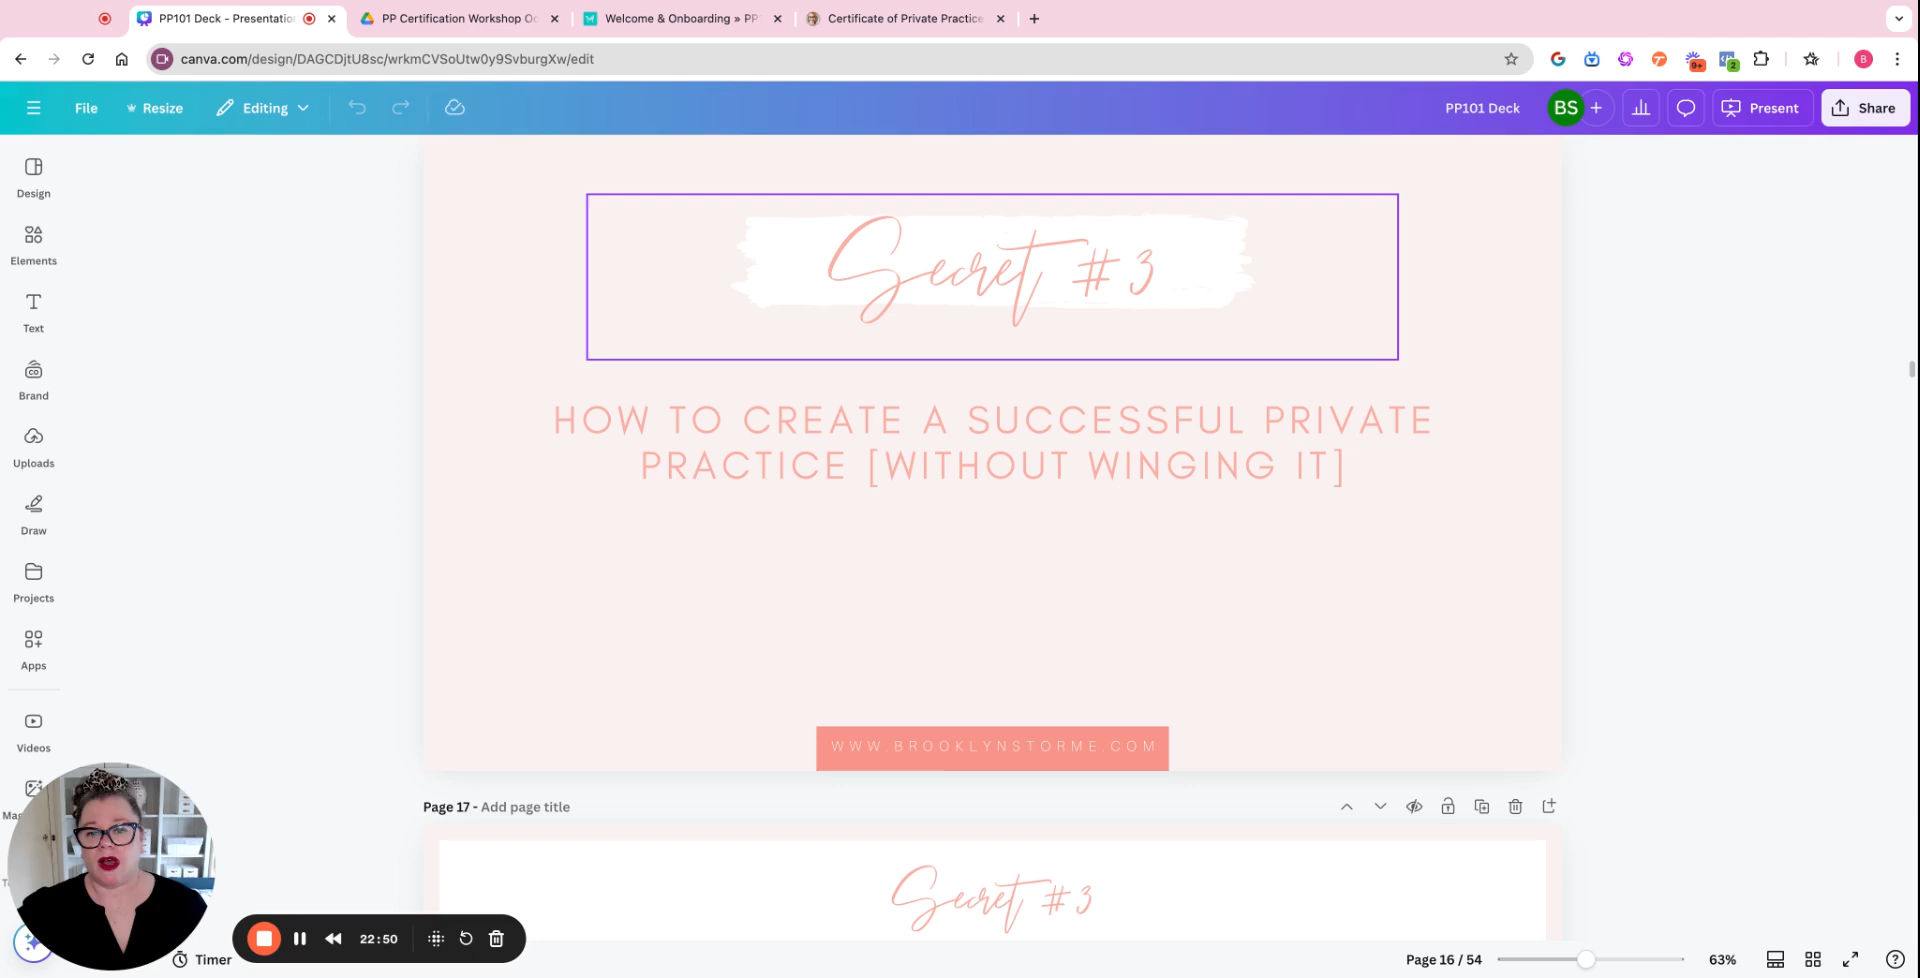 PP101 Deck - Presentation
PP Certification Workshop Oc
Welcome & Onboarding » PP
Certificate of Private Practice
canva.com/design/DAGCDjtU8sc/wrkmCVSoUtw0y9SvburgXw/edit
9+
2
B
File
Resize
Editing
PP101 Deck
BS
Present
Share
Design
Elements
Text
Brand
Uploads
Draw
Projects
Apps
Videos
Secret #3
HOW TO CREATE A SUCCESSFUL PRIVATE
PRACTICE [WITHOUT WINGING IT]
WWW.BROOKLYNSTORME.COM
Page 17 - Add page title
Secret #3
22:50
Timer
Page 16 / 54
63%